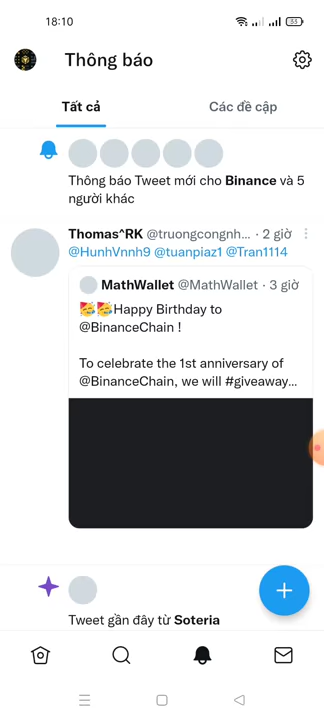 18:10
53
Thông báo
Tất cả
Các đề cập
Thông báo Tweet mới cho Binance và 5
người khác
Thomas^RK @truongcongnh... · 2 giờ
@HunhVnnh9 @tuanpiaz1 @Tran1114
MathWallet @MathWallet · 3 giờ
🥳🥳Happy Birthday to
@BinanceChain !
To celebrate the 1st anniversary of
@BinanceChain, we will #giveaway...
Tweet gần đây từ Soteria